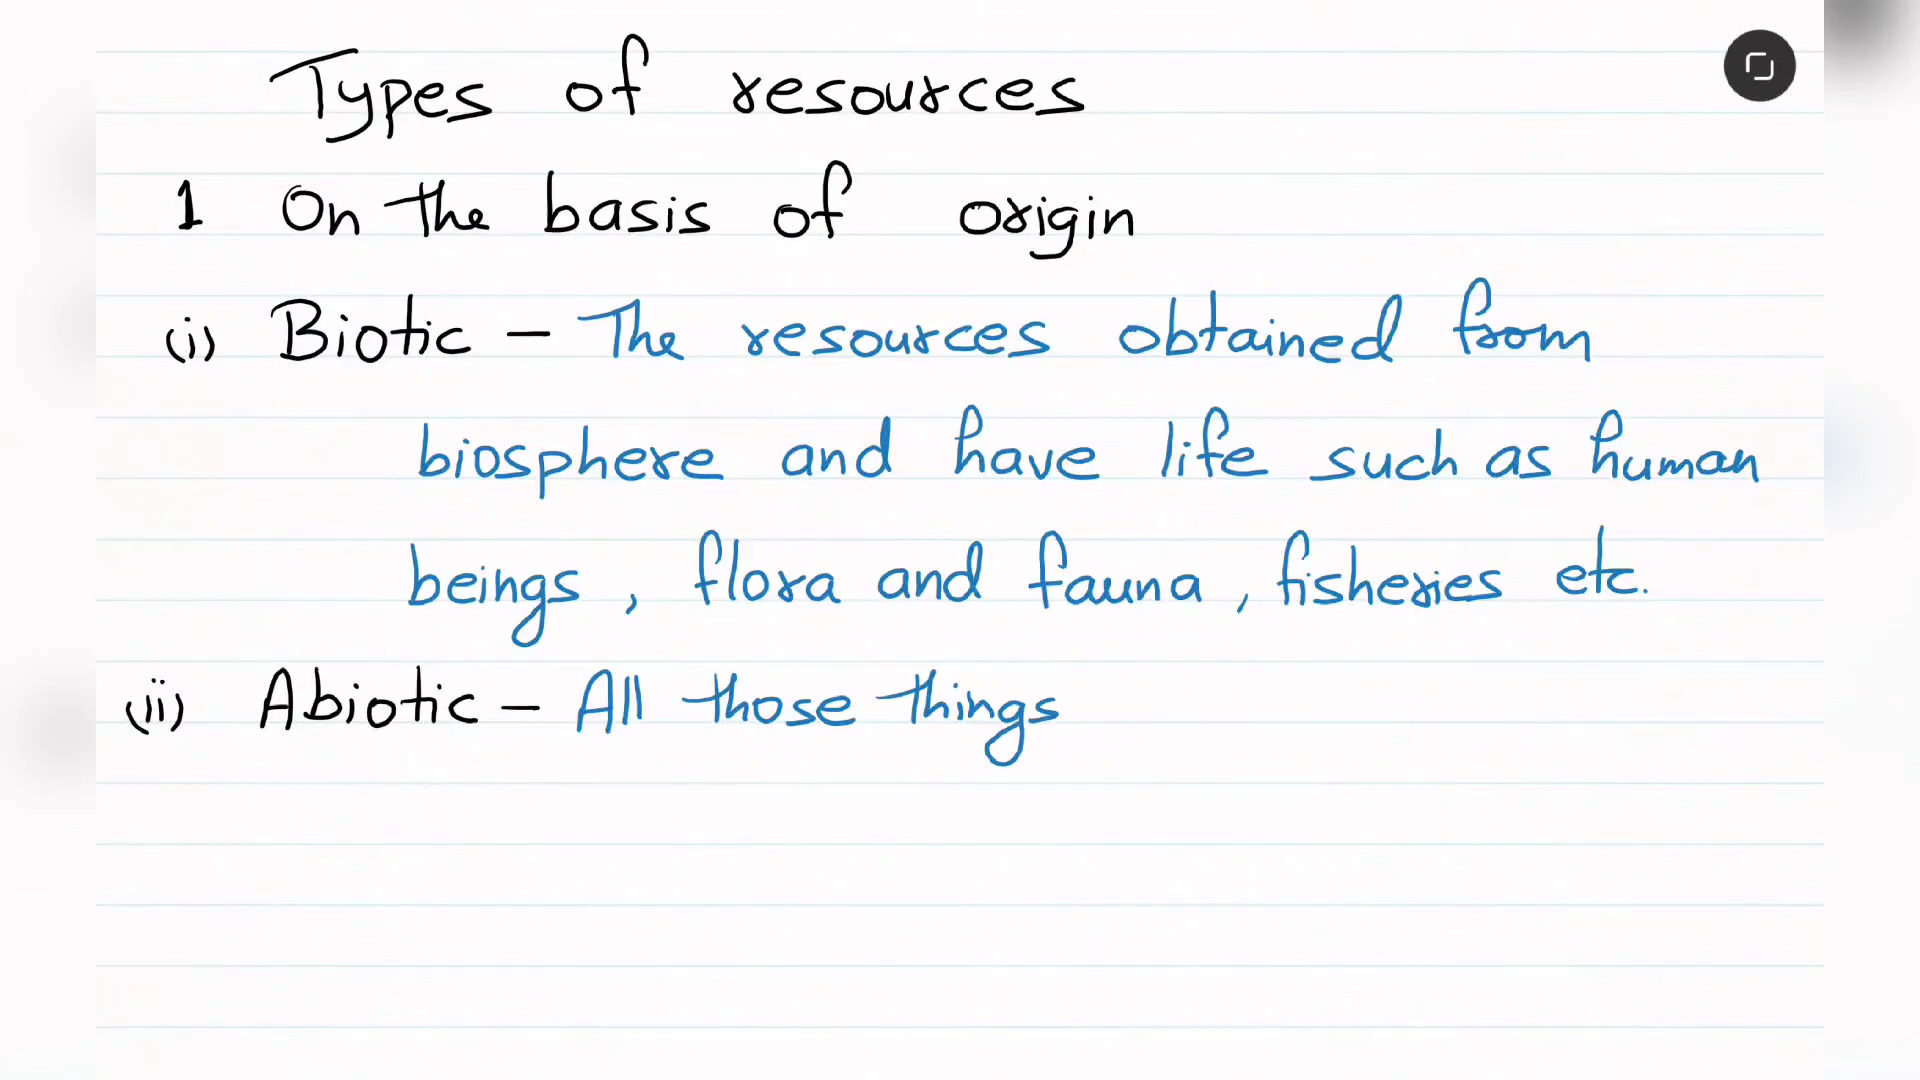 Types of resources
1 On the basis of origin
(i) Biotic – The resources obtained from
biosphere and have life such as human
beings, flora and fauna, fisheries etc.
(ii) Abiotic – All those things